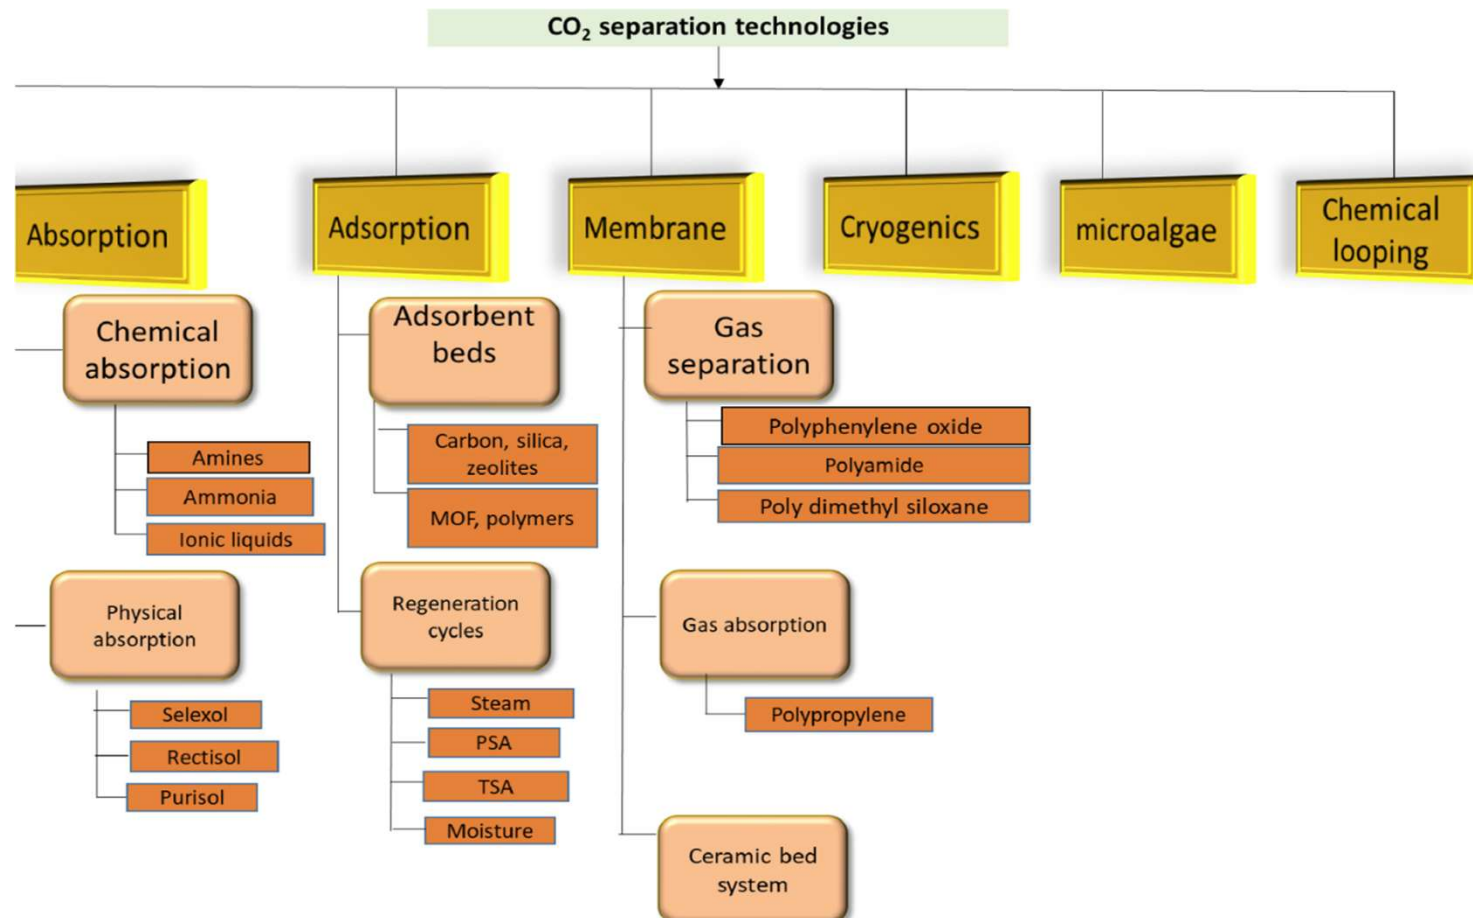 CO₂ separation technologies
Absorption
Adsorption
Membrane
Cryogenics
microalgae
Chemical
looping
Chemical
absorption
Amines
Ammonia
Ionic liquids
Physical
absorption
Selexol
Rectisol
Purisol
Adsorbent
beds
Carbon, silica,
zeolites
MOF, polymers
Regeneration
cycles
Steam
PSA
TSA
Moisture
Gas
separation
Polyphenylene oxide
Polyamide
Poly dimethyl siloxane
Gas absorption
Polypropylene
Ceramic bed
system